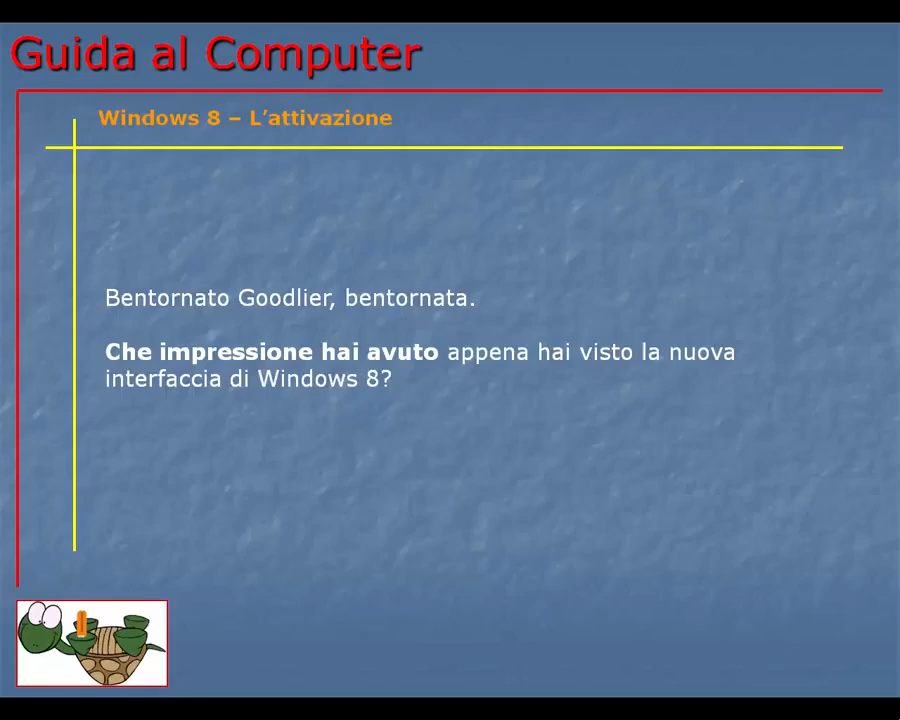 Guida al Computer
Windows 8 – L’attivazione
Bentornato Goodlier, bentornata.
Che impressione hai avuto appena hai visto la nuova
interfaccia di Windows 8?